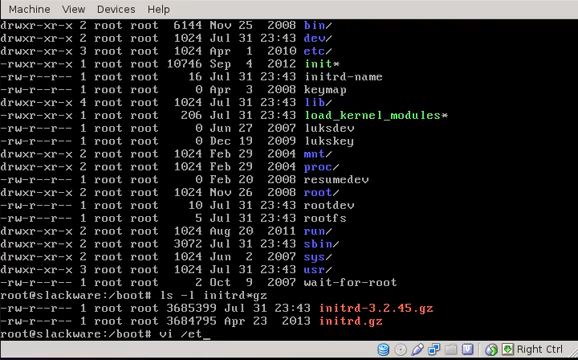 Machine View Devices Help
drwxr-xr-x 2 root root 6144 Nov 25 2008 bin/
drwxr-xr-x 2 root root 1024 Jul 31 23:43 dev/
drwxr-xr-x 3 root root 1024 Apr 1 2010 etc/
-rwxr-xr-x 1 root root 10746 Sep 4 2012 init*
-rw-r--r-- 1 root root 16 Jul 31 23:43 initrd-name
-rw-r--r-- 1 root root 0 Apr 3 2008 keymap
drwxr-xr-x 4 root root 1024 Jul 31 23:43 lib/
-rwxr-xr-x 1 root root 206 Jul 31 23:43 load_kernel_modules*
-rw-r--r-- 1 root root 0 Jun 27 2007 luksdev
-rw-r--r-- 1 root root 0 Dec 19 2009 lukskey
drwxr-xr-x 2 root root 1024 Feb 29 2004 mnt/
drwxr-xr-x 2 root root 1024 Feb 29 2004 proc/
-rw-r--r-- 1 root root 0 Feb 20 2008 resumedev
drwxr-xr-x 2 root root 1024 Nov 26 2008 root/
-rw-r--r-- 1 root root 10 Jul 31 23:43 rootdev
-rw-r--r-- 1 root root 5 Jul 31 23:43 rootfs
drwxr-xr-x 2 root root 1024 Aug 20 2011 run/
drwxr-xr-x 2 root root 3072 Jul 31 23:43 sbin/
drwxr-xr-x 2 root root 1024 Jun 2 2007 sys/
drwxr-xr-x 3 root root 1024 Jul 31 23:43 usr/
-rw-r--r-- 1 root root 2 Oct 9 2007 wait-for-root
root@slackware:/boot# ls -l initrd*gz
-rw-r--r-- 1 root root 3685399 Jul 31 23:43 initrd-3.2.45.gz
-rw-r--r-- 1 root root 3684795 Apr 23 2013 initrd.gz
root@slackware:/boot# vi /et_
Right Ctrl